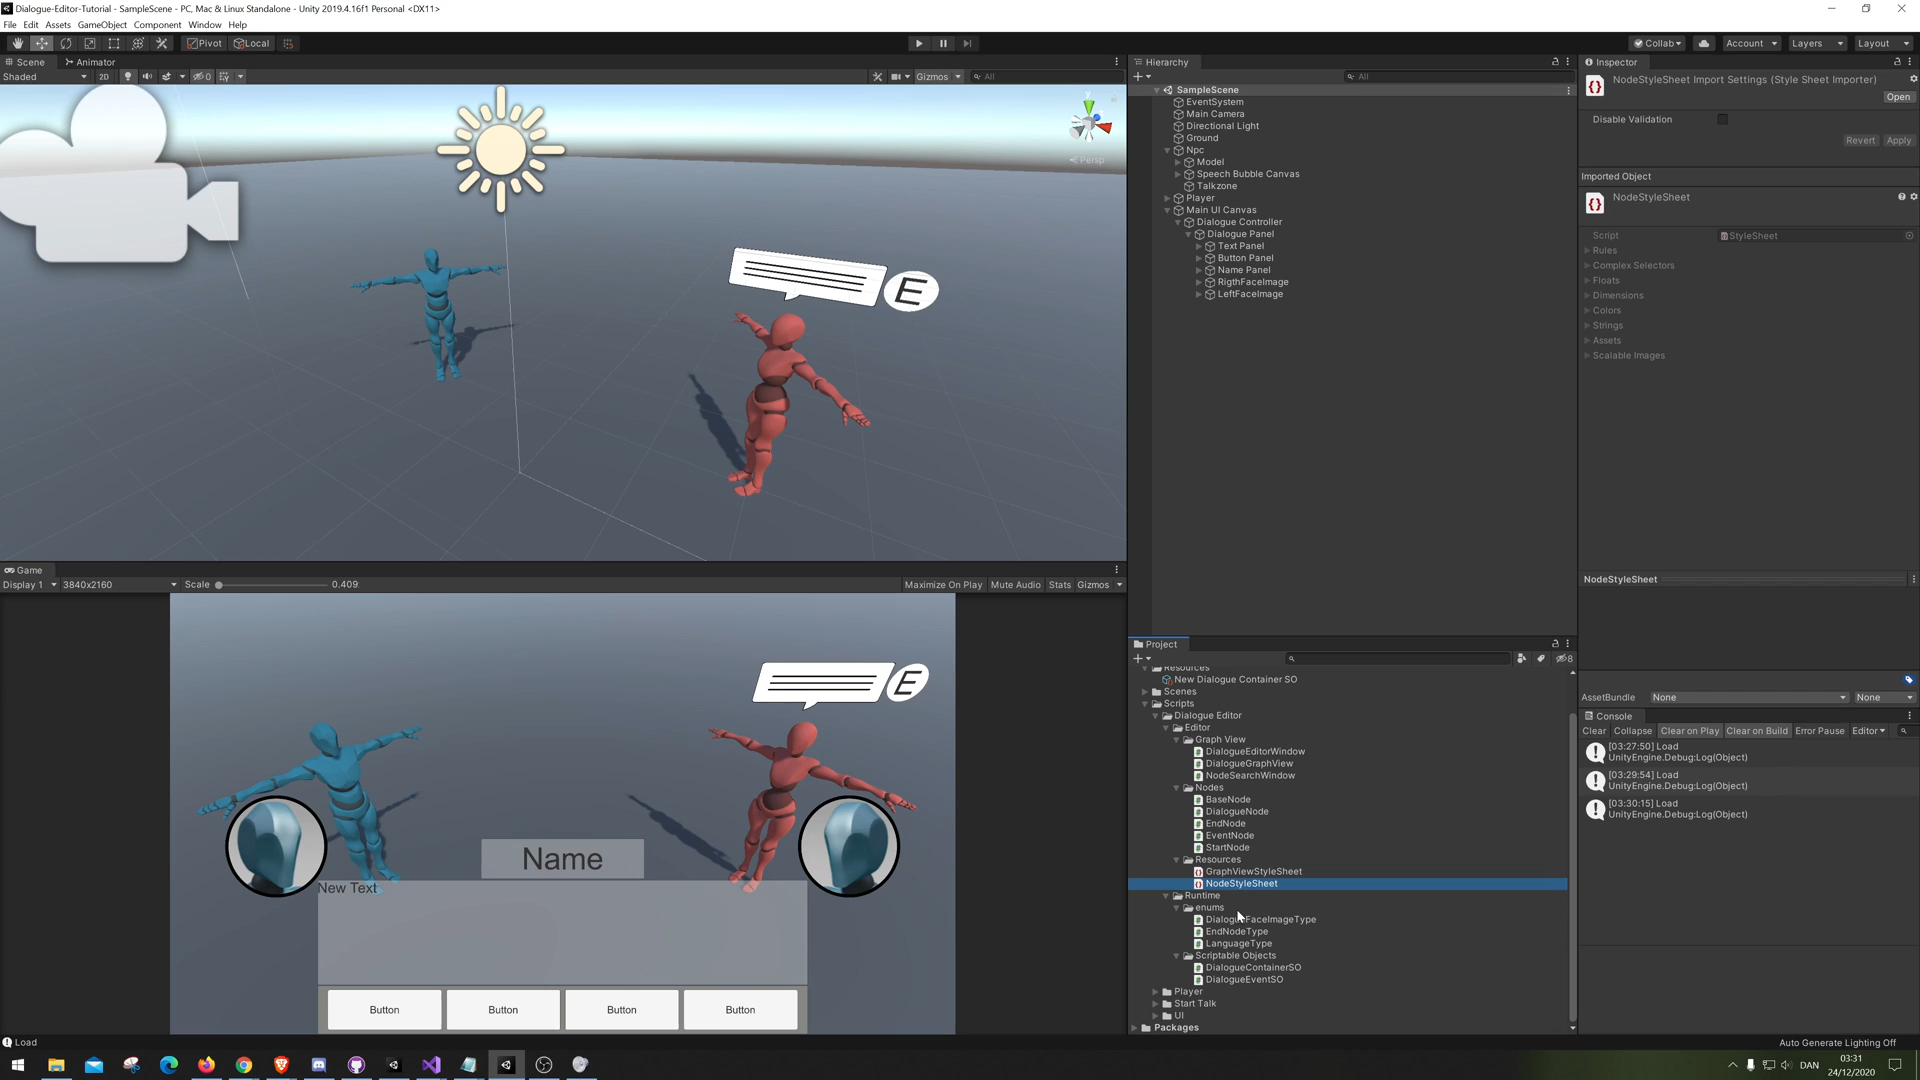 Dialogue-Editor-Tutorial - SampleScene - PC, Mac & Linux Standalone - Unity 2019.4.16f1 Personal <DX11>
File Edit Assets GameObject Component Window Help
Pivot Local Collab Account Layers Layout
Scene Animator
Shaded 2D 0 Gizmos All
y
Persp
E
Game
Display 1 3840x2160 Scale 0.409 Maximize On Play Mute Audio Stats Gizmos
E
Name
New Text
Button Button Button Button
Hierarchy
All
SampleScene
EventSystem
Main Camera
Directional Light
Ground
Npc
Model
Speech Bubble Canvas
Talkzone
Player
Main UI Canvas
Dialogue Controller
Dialogue Panel
Text Panel
Button Panel
Name Panel
RigthFaceImage
LeftFaceImage
Project
8
Resources
New Dialogue Container SO
Scenes
Scripts
Dialogue Editor
Editor
Graph View
DialogueEditorWindow
DialogueGraphView
NodeSearchWindow
Nodes
BaseNode
DialogueNode
EndNode
EventNode
StartNode
Resources
GraphViewStyleSheet
NodeStyleSheet
Runtime
enums
DialogueFaceImageType
EndNodeType
LanguageType
Scriptable Objects
DialogueContainerSO
DialogueEventSO
Player
Start Talk
UI
Packages
Inspector
NodeStyleSheet Import Settings (Style Sheet Importer)
Open
Disable Validation
Revert Apply
Imported Object
NodeStyleSheet
Script StyleSheet
Rules
Complex Selectors
Floats
Dimensions
Colors
Strings
Assets
Scalable Images
NodeStyleSheet
AssetBundle None None
Console
Clear Collapse Clear on Play Clear on Build Error Pause Editor
[03:27:50] Load
UnityEngine.Debug:Log(Object)
[03:29:54] Load
UnityEngine.Debug:Log(Object)
[03:30:15] Load
UnityEngine.Debug:Log(Object)
Load
Auto Generate Lighting Off
DAN
03:31
24/12/2020